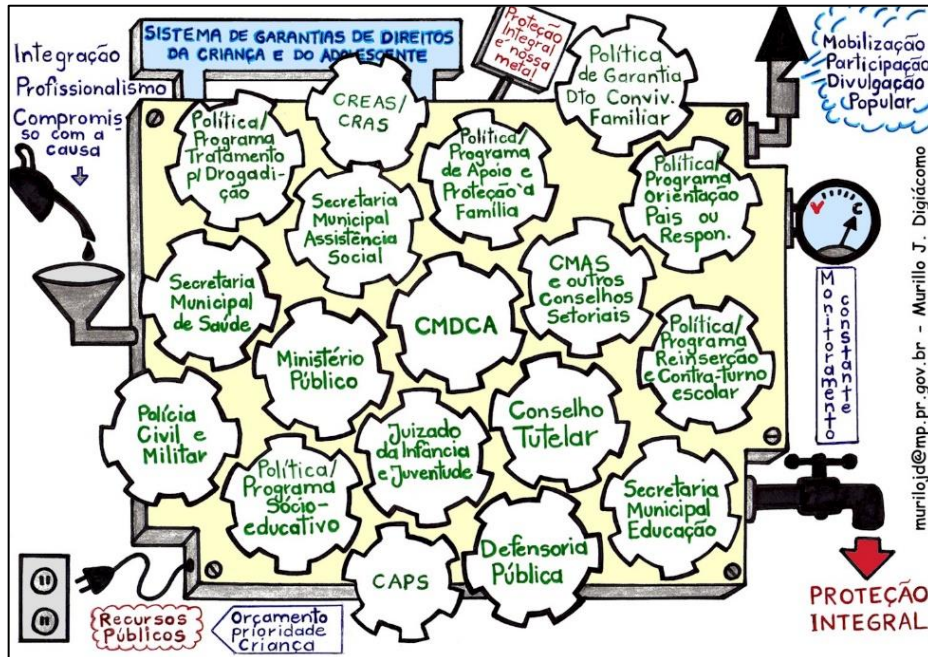 SISTEMA DE GARANTIAS DE DIREITOS
DA CRIANÇA E DO ADOLESCENTE
Proteção
Integral
é nossa
metal
Integração
Profissionalismo
Compromis
so com a
causa
Mobilização
Participação
Divulgação
Popular
Política/
Programa
Tratamento
p/ Drogadi-
ção
CREAS/
CRAS
Política
de Garantia
Dto Conviv.
Familiar
Política/
Programa
de Apoio e
Proteção à
Família
Política/
Programa
Orientação
Pais ou
Respon.
Secretaria
Municipal
Assistência
Social
Secretaria
Municipal
de Saúde
CMDCA
CMAS
e outros
Conselhos
Setoriais
Ministério
Público
Política/
Programa
Reinserção
e Contra-turno
escolar
Polícia
Civil e
Militar
Juizado
da Infância
e Juventude
Conselho
Tutelar
Política/
Programa
Sócio-
educativo
Secretaria
Municipal
Educação
CAPS
Defensoria
Pública
V C
Monitoramento
constante
Recursos
Públicos
Orçamento
prioridade
Criança
PROTEÇÃO
INTEGRAL
murilojd@mp.pr.gov.br - Murillo J. Digiácomo